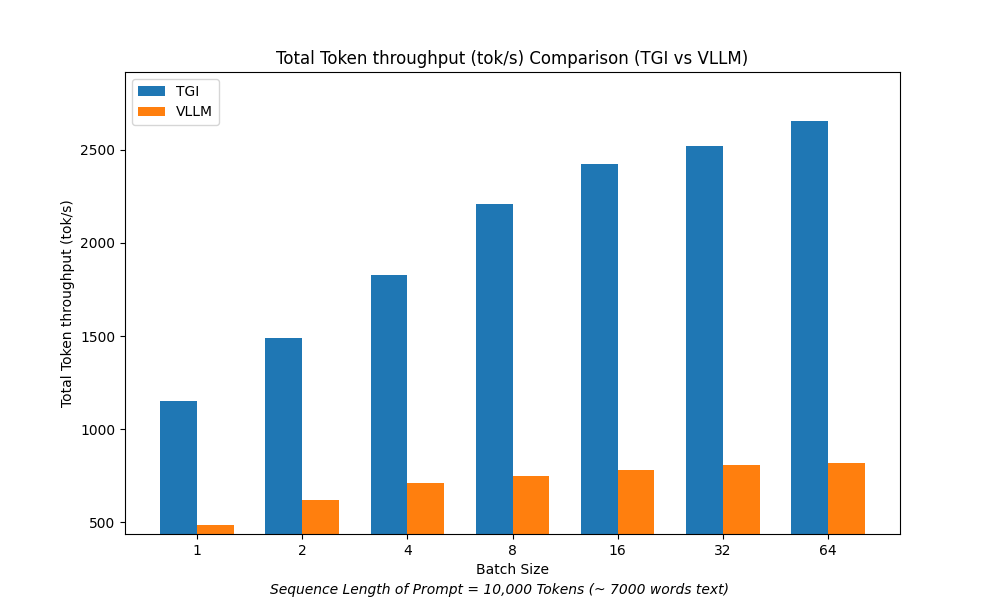 Total Token throughput (tok/s) Comparison (TGI vs VLLM)
TGI
VLLM
Total Token throughput (tok/s)
2500
2000
1500
1000
500
1 2 4 8 16 32 64
Batch Size
Sequence Length of Prompt = 10,000 Tokens (~ 7000 words text)